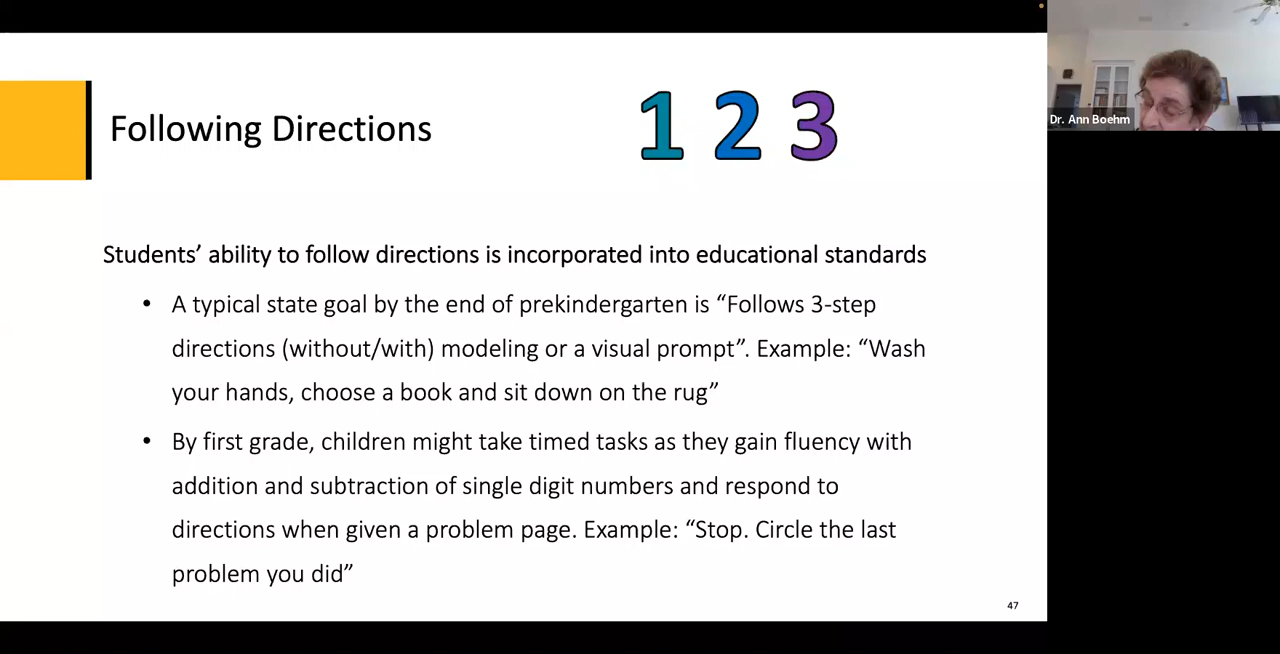 Following Directions
1 2 3
Dr. Ann Boehm
Students’ ability to follow directions is incorporated into educational standards
• A typical state goal by the end of prekindergarten is “Follows 3-step
directions (without/with) modeling or a visual prompt”. Example: “Wash
your hands, choose a book and sit down on the rug”
• By first grade, children might take timed tasks as they gain fluency with
addition and subtraction of single digit numbers and respond to
directions when given a problem page. Example: “Stop. Circle the last
problem you did”
47